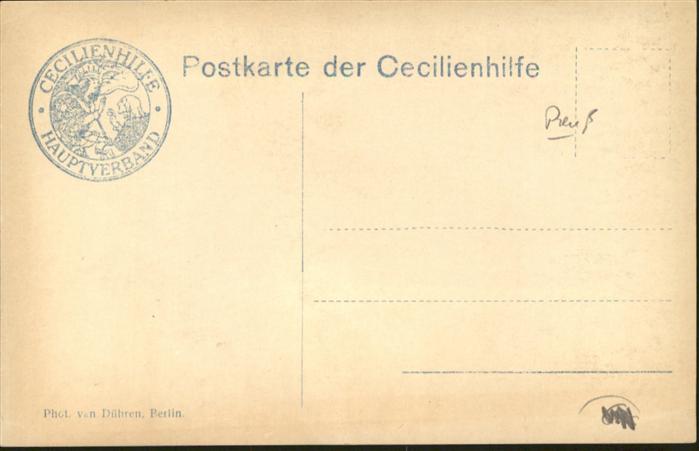 CECILIENHILFE
HAUPTVERBAND
Postkarte der Cecilienhilfe
Preuß
Phot. van Dühren, Berlin.